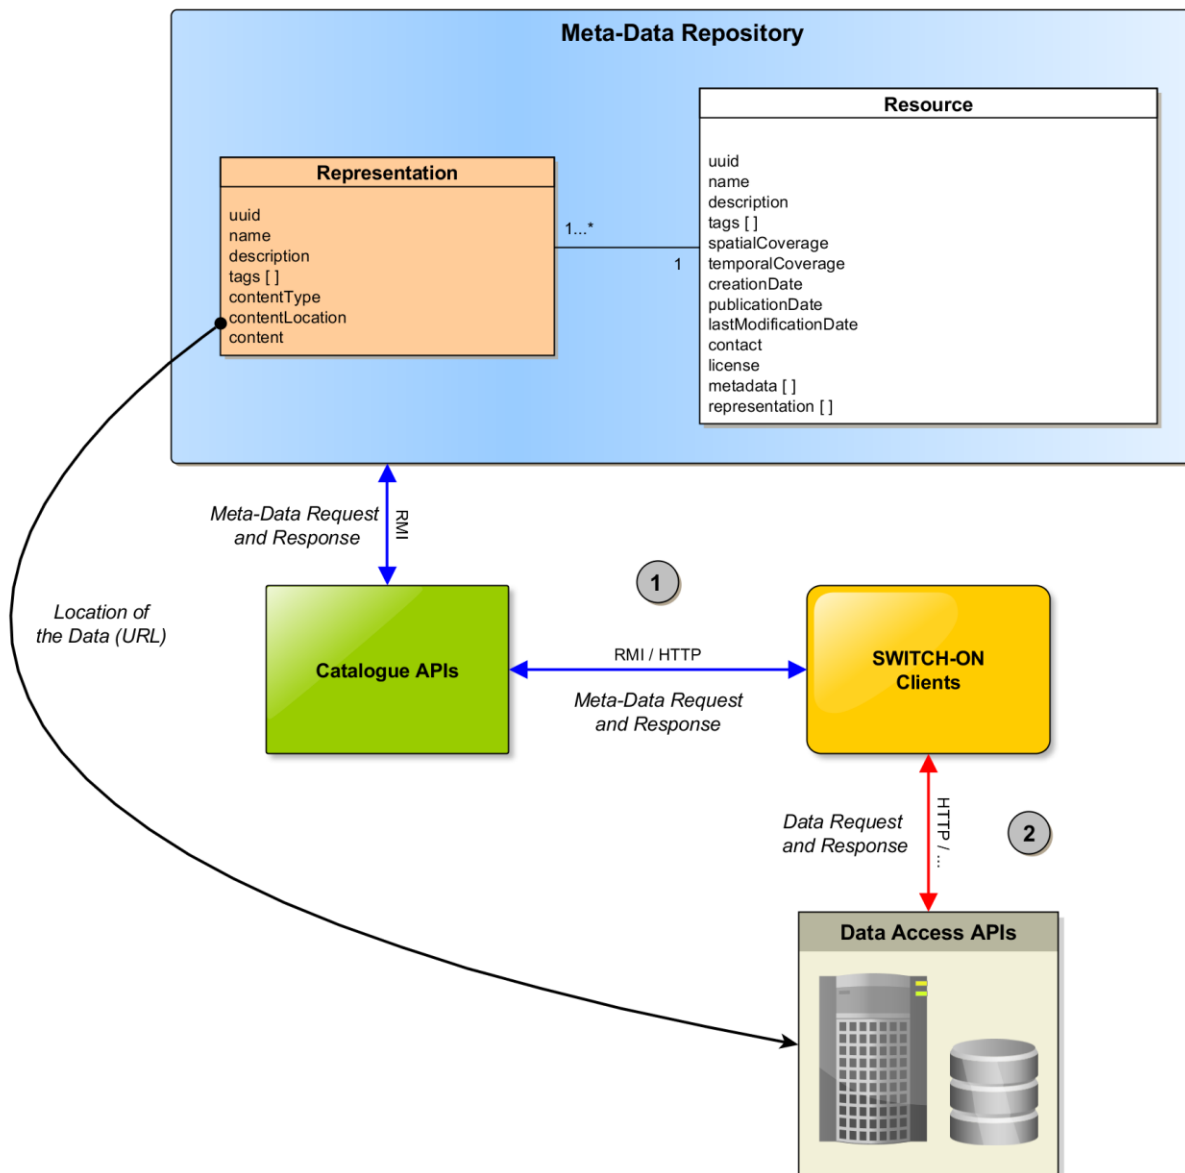 Meta-Data Repository
Resource
uuid
name
description
tags [ ]
spatialCoverage
temporalCoverage
creationDate
publicationDate
lastModificationDate
contact
license
metadata [ ]
representation [ ]
Representation
uuid
name
description
tags [ ]
contentType
contentLocation
content
1...*
1
Meta-Data Request
and Response
RMI
Location of
the Data (URL)
1
Catalogue APIs
RMI / HTTP
Meta-Data Request
and Response
SWITCH-ON
Clients
Data Request
and Response
HTTP / ...
2
Data Access APIs